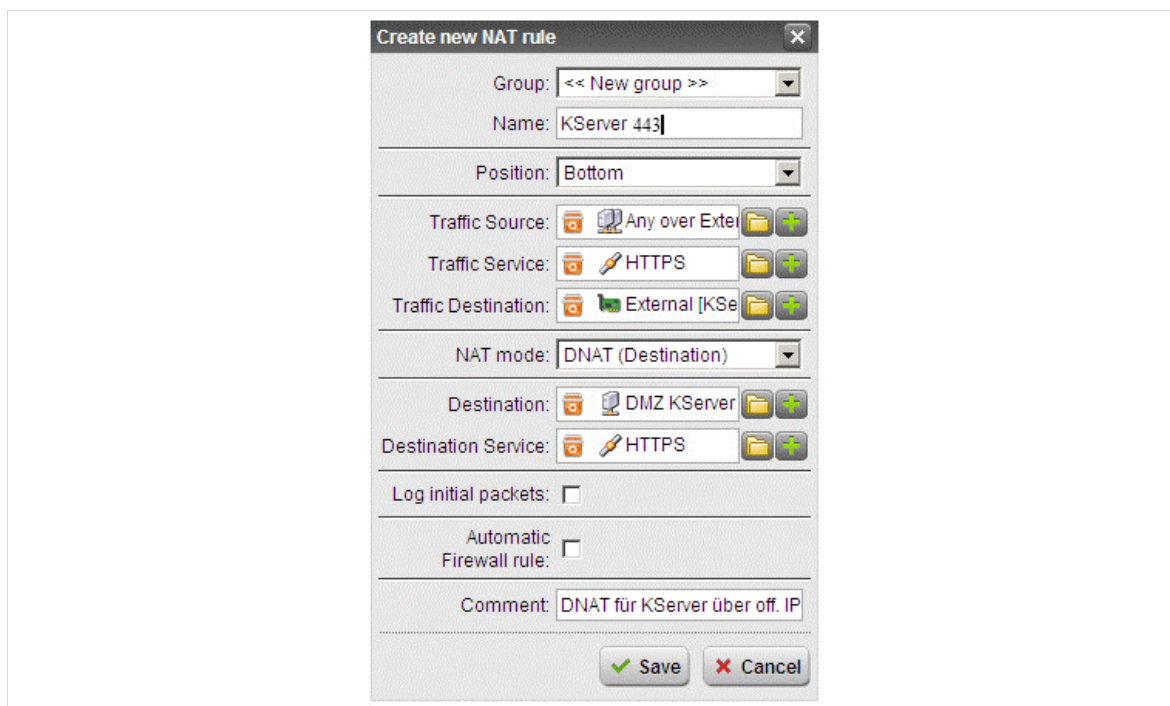 Create new NAT rule
Group: << New group >>
Name: KServer 443
Position: Bottom
Traffic Source: Any over Exter
Traffic Service: HTTPS
Traffic Destination: External [KSe
NAT mode: DNAT (Destination)
Destination: DMZ KServer
Destination Service: HTTPS
Log initial packets:
Automatic
Firewall rule:
Comment: DNAT für KServer über off. IP
Save Cancel